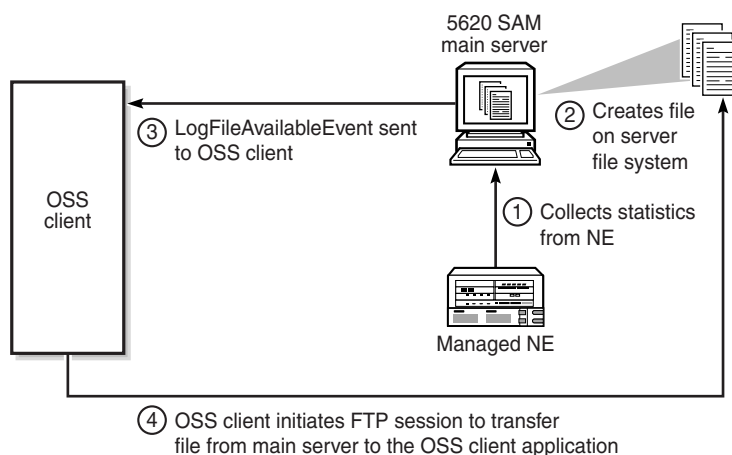 5620 SAM
main server
2 Creates file
on server
file system
3 LogFileAvailableEvent sent
to OSS client
OSS
client
1 Collects statistics
from NE
Managed NE
4 OSS client initiates FTP session to transfer
file from main server to the OSS client application